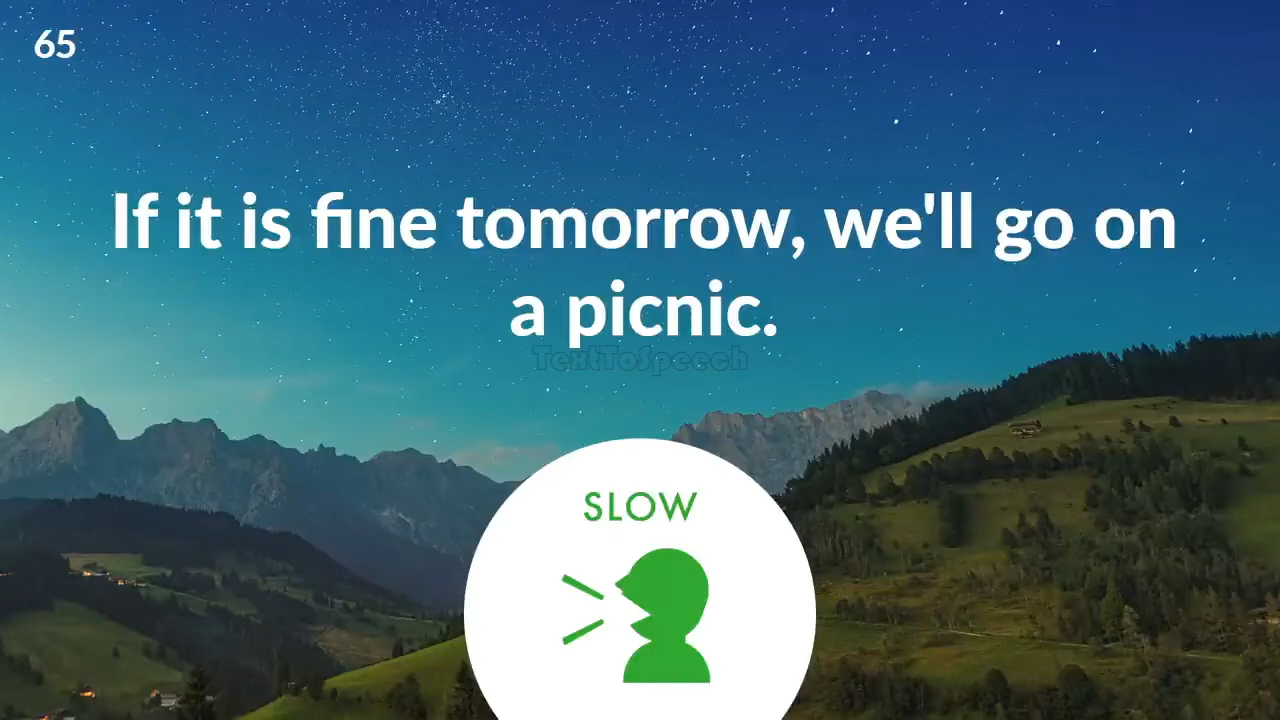 65
If it is fine tomorrow, we'll go on
a picnic.
TextToSpeech
SLOW